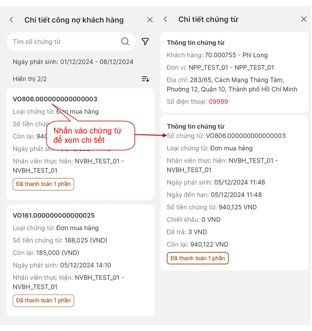 Chi tiết công nợ khách hàng
Tìm số chứng từ
Ngày phát sinh: 01/12/2024 - 08/12/2024
Hiển thị 2/2
VO806.000000000000003
Loại chứng từ: Đơn mua hàng
Số tiền chứng
Còn lại: 940
Ngày phát sinh
Nhân viên thực hiện: NVBH_TEST_01 -
NVBH_TEST_01
Đã thanh toán 1 phần
Nhấn vào chứng từ
để xem chi tiết
VO161.000000000000025
Loại chứng từ: Đơn mua hàng
Số tiền chứng từ: 188,025 (VND)
Còn lại: 185,000 (VND)
Ngày phát sinh: 05/12/2024 14:10
Nhân viên thực hiện: NVBH_TEST_01 -
NVBH_TEST_01
Đã thanh toán 1 phần
Chi tiết chứng từ
Thông tin chứng từ
Khách hàng: 70.000755 - Phi Long
Đơn vị: NPP_TEST_01 - NPP_TEST_01
Địa chỉ: 283/65, Cách Mạng Tháng Tám,
Phường 12, Quận 10, Thành phố Hồ Chí Minh
Số điện thoại: 09999
Thông tin chứng từ
Số chứng từ: VO806.000000000000003
Loại chứng từ: Đơn mua hàng
Nhân viên thực hiện: NVBH_TEST_01 -
NVBH_TEST_01
Ngày phát sinh: 05/12/2024 11:48
Ngày đến hạn: 05/12/2024 11:48
Số tiền chứng từ: 940,125 VND
Chiết khấu: 0 VND
Đã trả: 3 VND
Còn lại: 940,122 VND
Đã thanh toán 1 phần